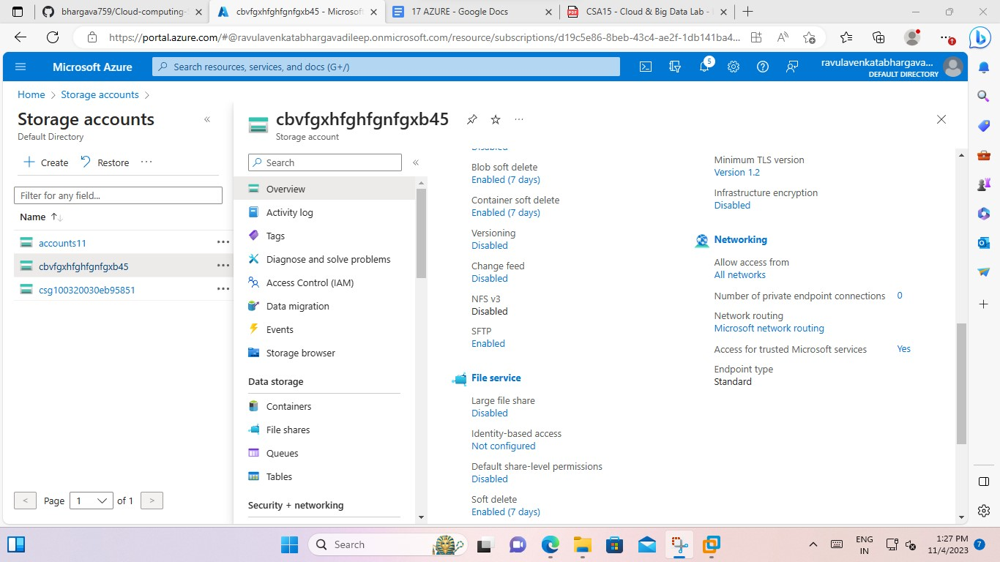 bhargava759/Cloud-computing-
cbvfgxhfghfgnfgxb45 - Microsoft
17 AZURE - Google Docs
CSA15 - Cloud & Big Data Lab -
https://portal.azure.com/#@ravulavenkatabhargavadileep.onmicrosoft.com/resource/subscriptions/d19c5e86-8beb-43c4-ae2f-1db141ba4...
Microsoft Azure
Search resources, services, and docs (G+/)
5
ravulavenkatabhargava...
DEFAULT DIRECTORY
Home > Storage accounts >
Storage accounts
Default Directory
Create
Restore
Filter for any field...
Name
accounts11
cbvfgxhfghfgnfgxb45
csg100320030eb95851
< Page 1 of 1 >
cbvfgxhfghfgnfgxb45
Storage account
Search
Overview
Activity log
Tags
Diagnose and solve problems
Access Control (IAM)
Data migration
Events
Storage browser
Data storage
Containers
File shares
Queues
Tables
Security + networking
Disabled
Blob soft delete
Enabled (7 days)
Container soft delete
Enabled (7 days)
Versioning
Disabled
Change feed
Disabled
NFS v3
Disabled
SFTP
Enabled
File service
Large file share
Disabled
Identity-based access
Not configured
Default share-level permissions
Disabled
Soft delete
Enabled (7 days)
Minimum TLS version
Version 1.2
Infrastructure encryption
Disabled
Networking
Allow access from
All networks
Number of private endpoint connections 0
Network routing
Microsoft network routing
Access for trusted Microsoft services Yes
Endpoint type
Standard
Search
ENG
IN
1:27 PM
11/4/2023
7